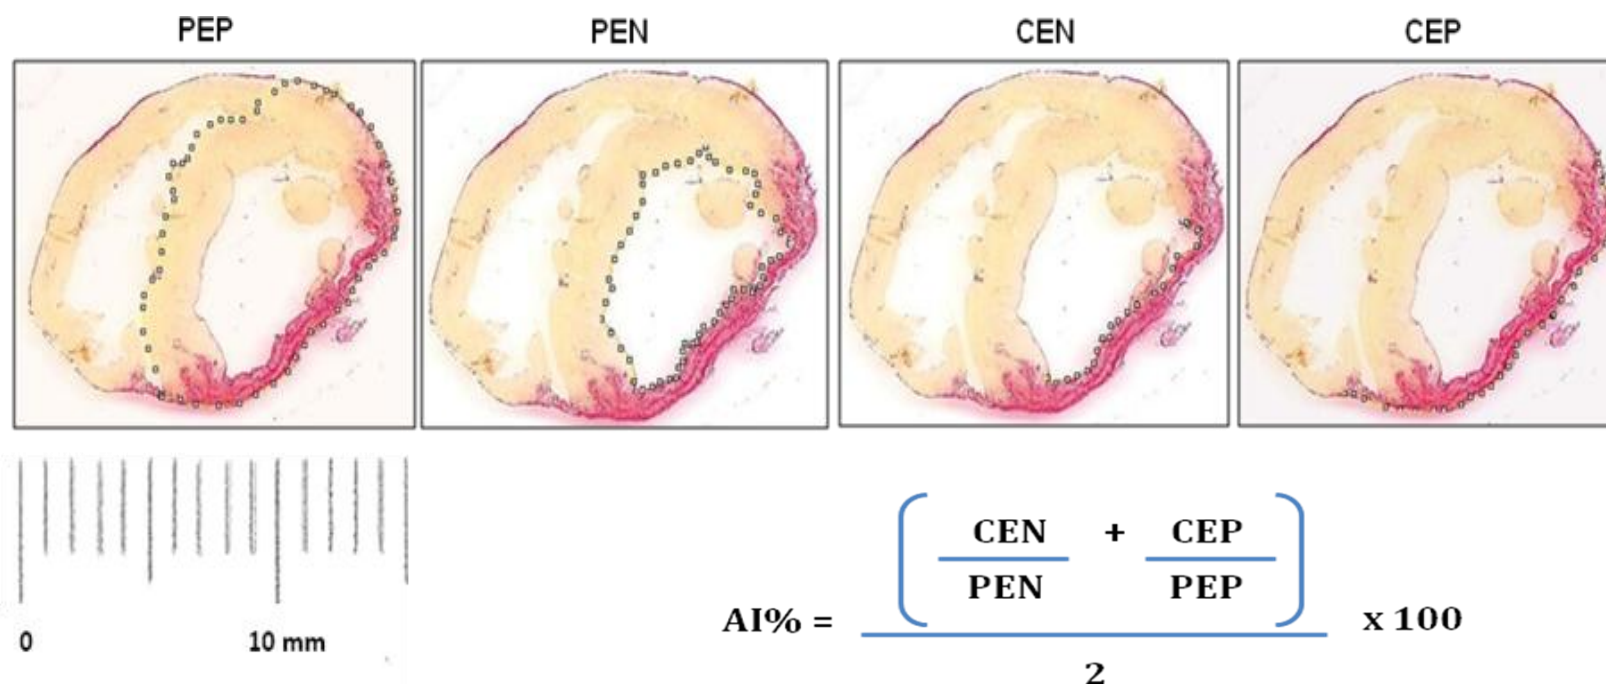 PEP PEN CEN CEP
0 10 mm
CEN + CEP
PEN PEP
AI% = x 100
2